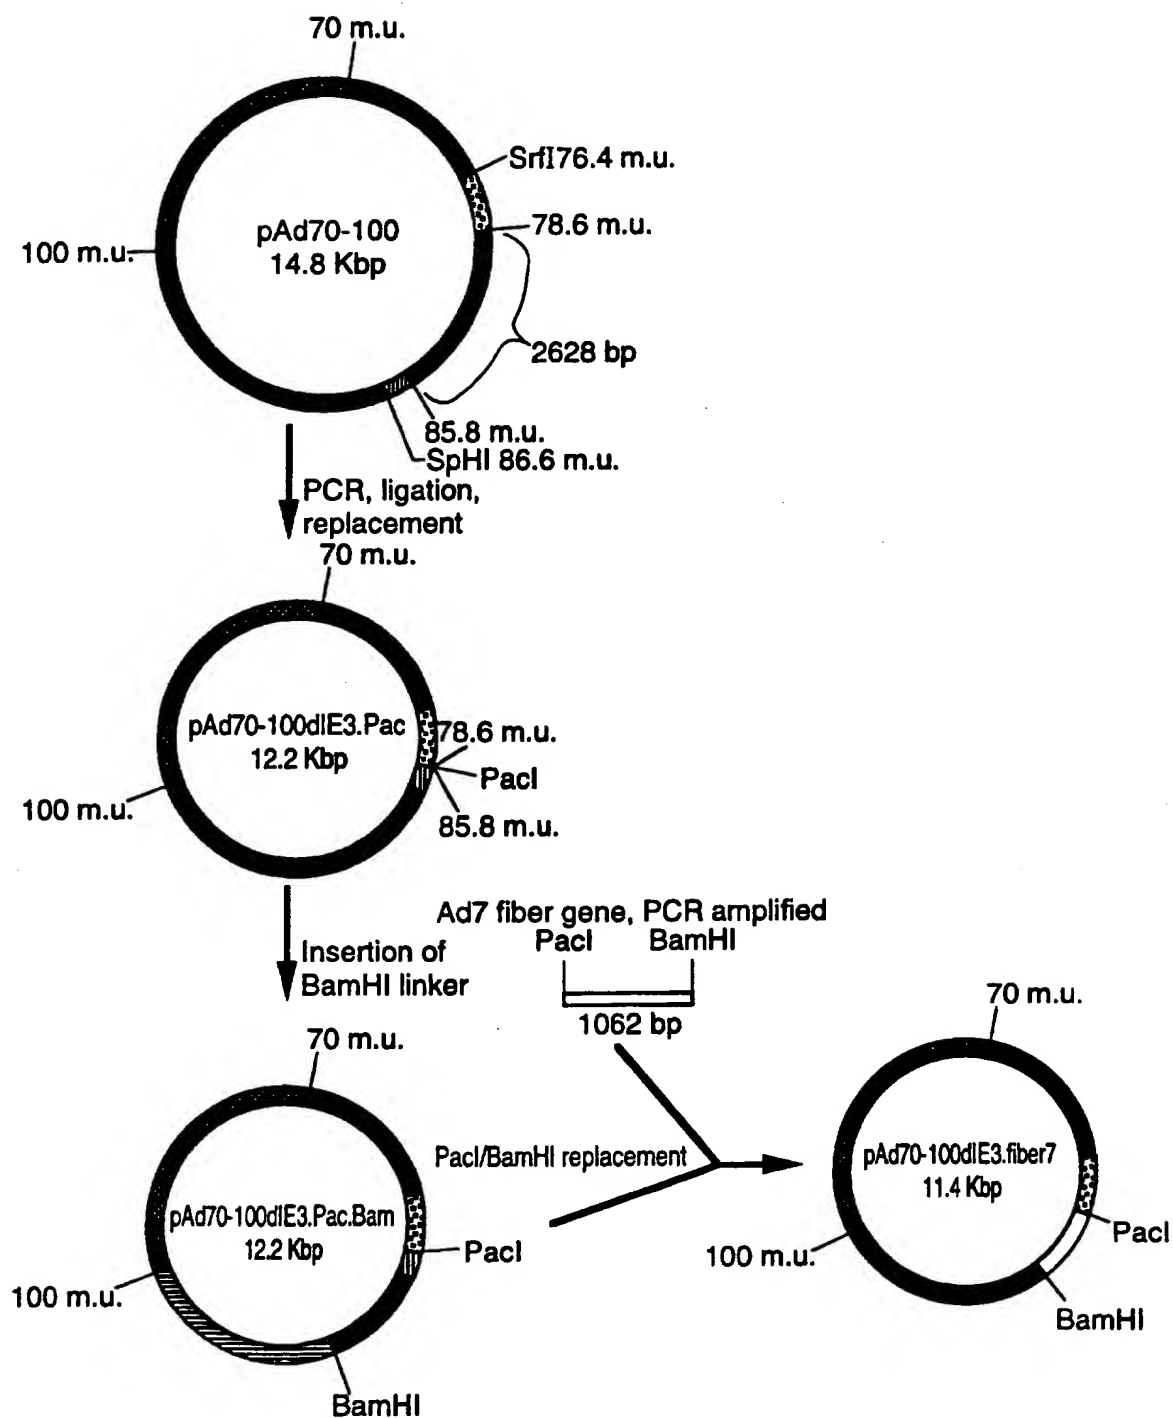 70 m.u.
SrfI76.4 m.u.
pAd70-100
14.8 Kbp
78.6 m.u.
100 m.u.
2628 bp
85.8 m.u.
SpHI 86.6 m.u.
PCR, ligation,
replacement
70 m.u.
pAd70-100dlE3.Pac
12.2 Kbp
78.6 m.u.
PacI
100 m.u.
85.8 m.u.
Ad7 fiber gene, PCR amplified
PacI BamHI
Insertion of
BamHI linker
1062 bp
70 m.u.
70 m.u.
PacI/BamHI replacement
pAd70-100dlE3.fiber7
11.4 Kbp
pAd70-100dlE3.Pac.Bam
12.2 Kbp
PacI
PacI
100 m.u.
100 m.u.
BamHI
BamHI